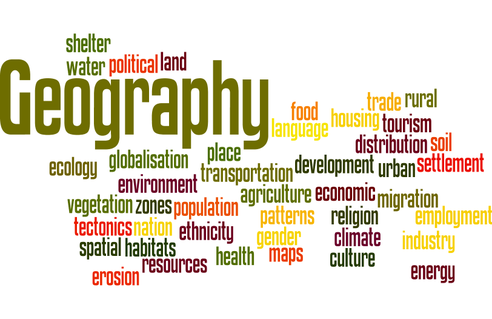 shelter
water political land
Geography
food trade rural
language housing tourism
distribution soil
ecology globalisation place transportation development urban settlement
environment agriculture economic migration
vegetation zones population patterns religion employment
tectonics nation ethnicity gender climate industry
spatial habitats health maps culture
erosion resources energy